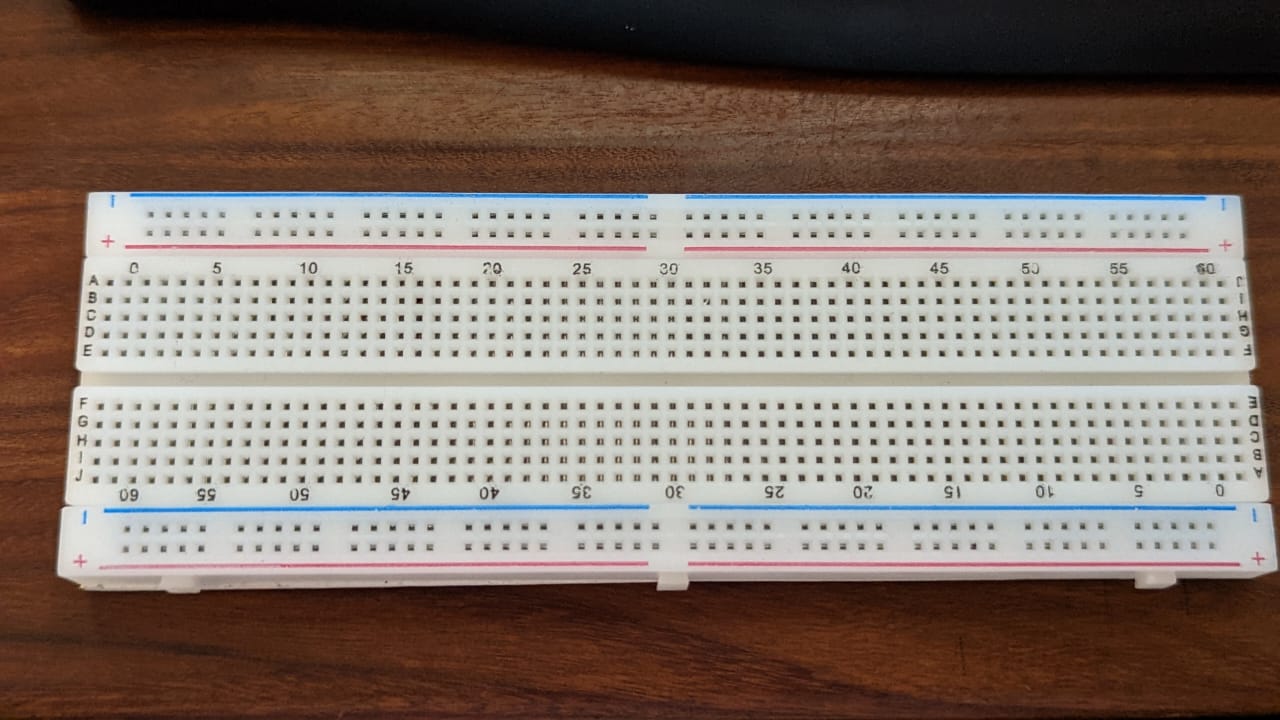 − −
+ +
0 5 10 15 20 25 30 35 40 45 50 55 60
A J
B I
C H
D G
E F
F E
G D
H C
I B
J A
60 55 50 45 40 35 30 25 20 15 10 5 0
− −
+ +